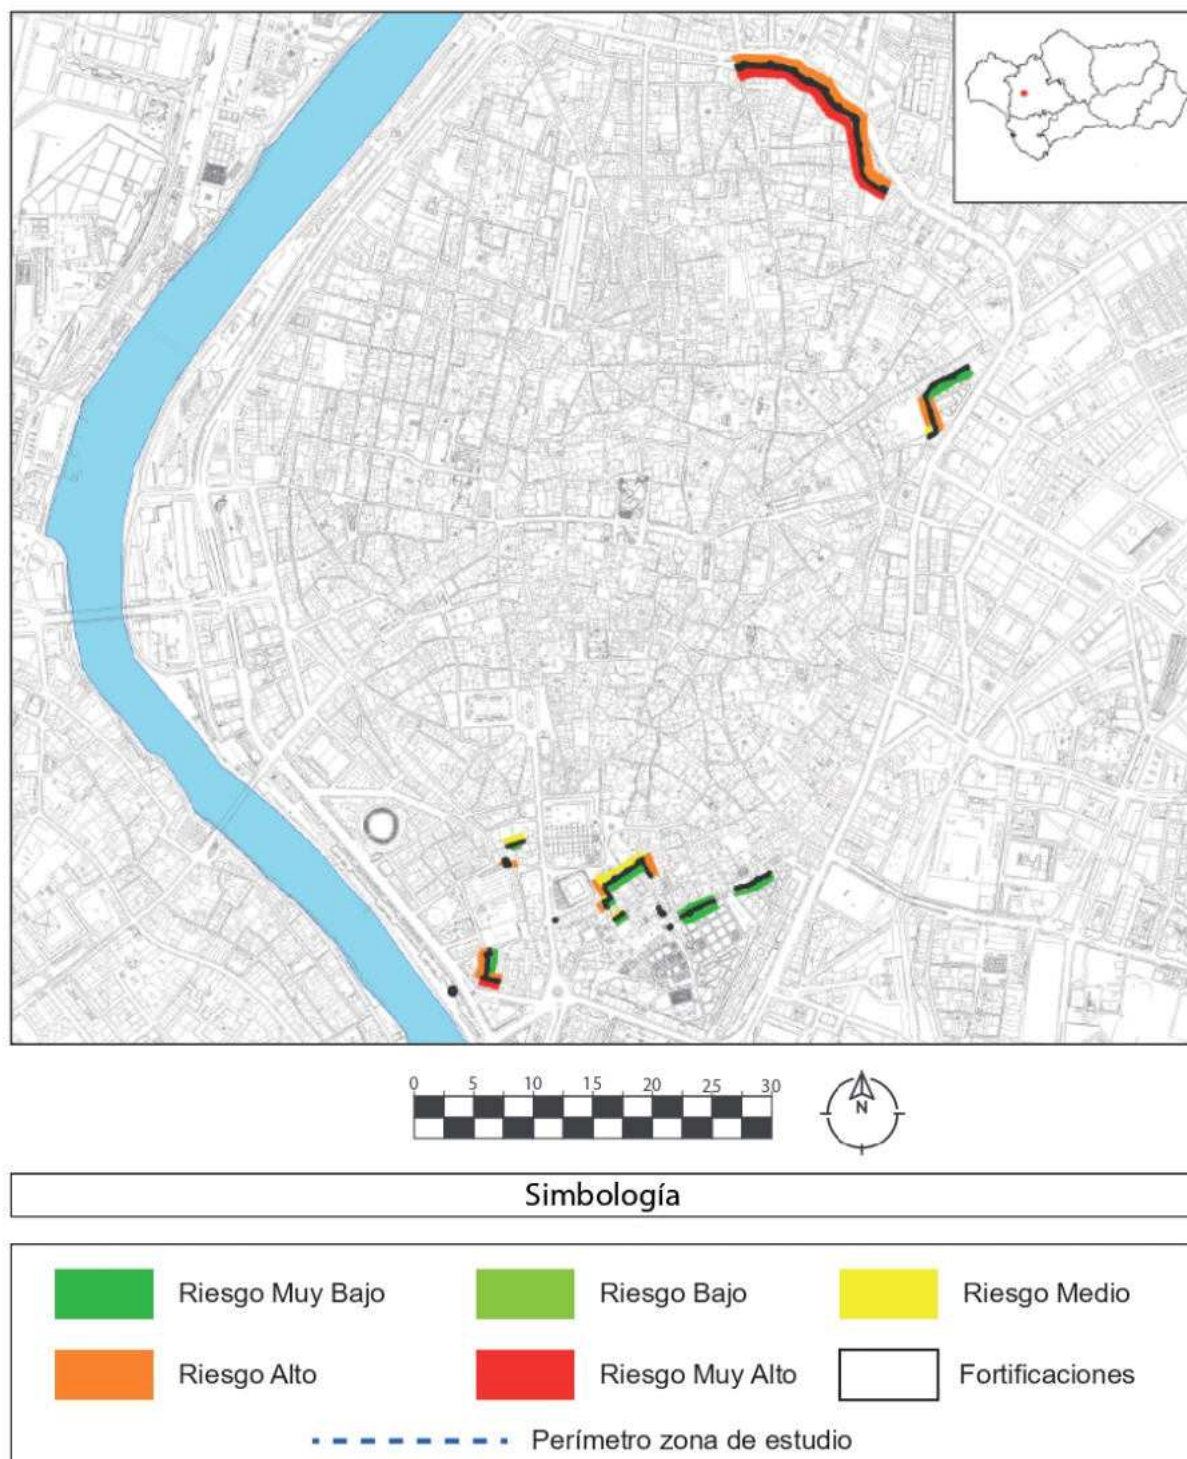 0 5 10 15 20 25 30
N
Simbología
Riesgo Muy Bajo Riesgo Bajo Riesgo Medio
Riesgo Alto Riesgo Muy Alto Fortificaciones
Perímetro zona de estudio